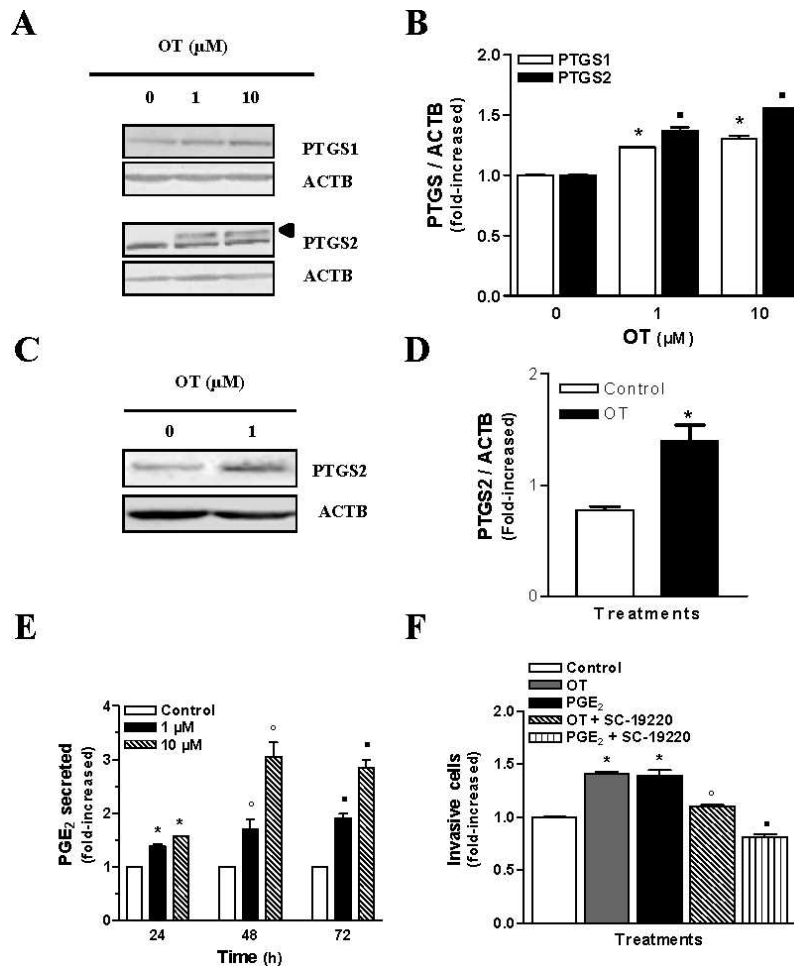 A
OT (µM)
0 1 10
PTGS1
ACTB
PTGS2
ACTB
B
PTGS1
PTGS2
PTGS / ACTB
(fold-increased)
2.0
1.5
1.0
0.5
0.0
* ▪ * ▪
0 1 10
OT (µM)
C
OT (µM)
0 1
PTGS2
ACTB
D
Control
OT
PTGS2 / ACTB
(Fold-increased)
2
1
0
*
Treatments
E
Control
1 µM
10 µM
PGE2 secreted
(fold-increased)
4
3
2
1
0
* * ° ° ▪ ▪
24 48 72
Time (h)
F
Control
OT
PGE2
OT + SC-19220
PGE2 + SC-19220
Invasive cells
(fold-increased)
2.0
1.5
1.0
0.5
0.0
* * ° ▪
Treatments